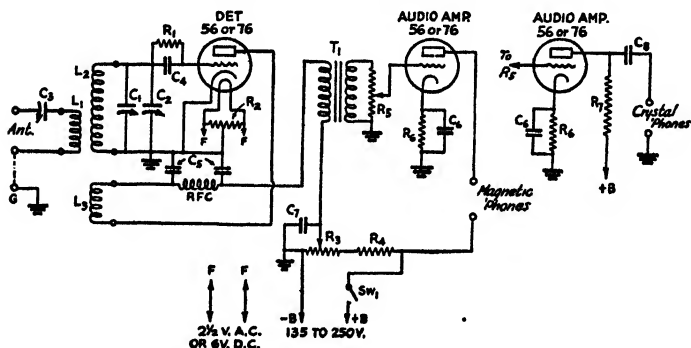 DET
56 or 76
AUDIO AMR
56 or 76
AUDIO AMP.
56 or 76
R1
L2
C4
T1
To R5
C8
C3
L1
C1
C2
R2
R5
R7
Ant.
F
F
F
R6
C6
C6
R6
Crystal 'Phones
C5
+B
G
L3
RFC
Magnetic 'Phones
C7
R3
R4
F
F
Sw1
-B
+B
2½ V. A.C.
OR 6V. D.C.
135 TO 250V.